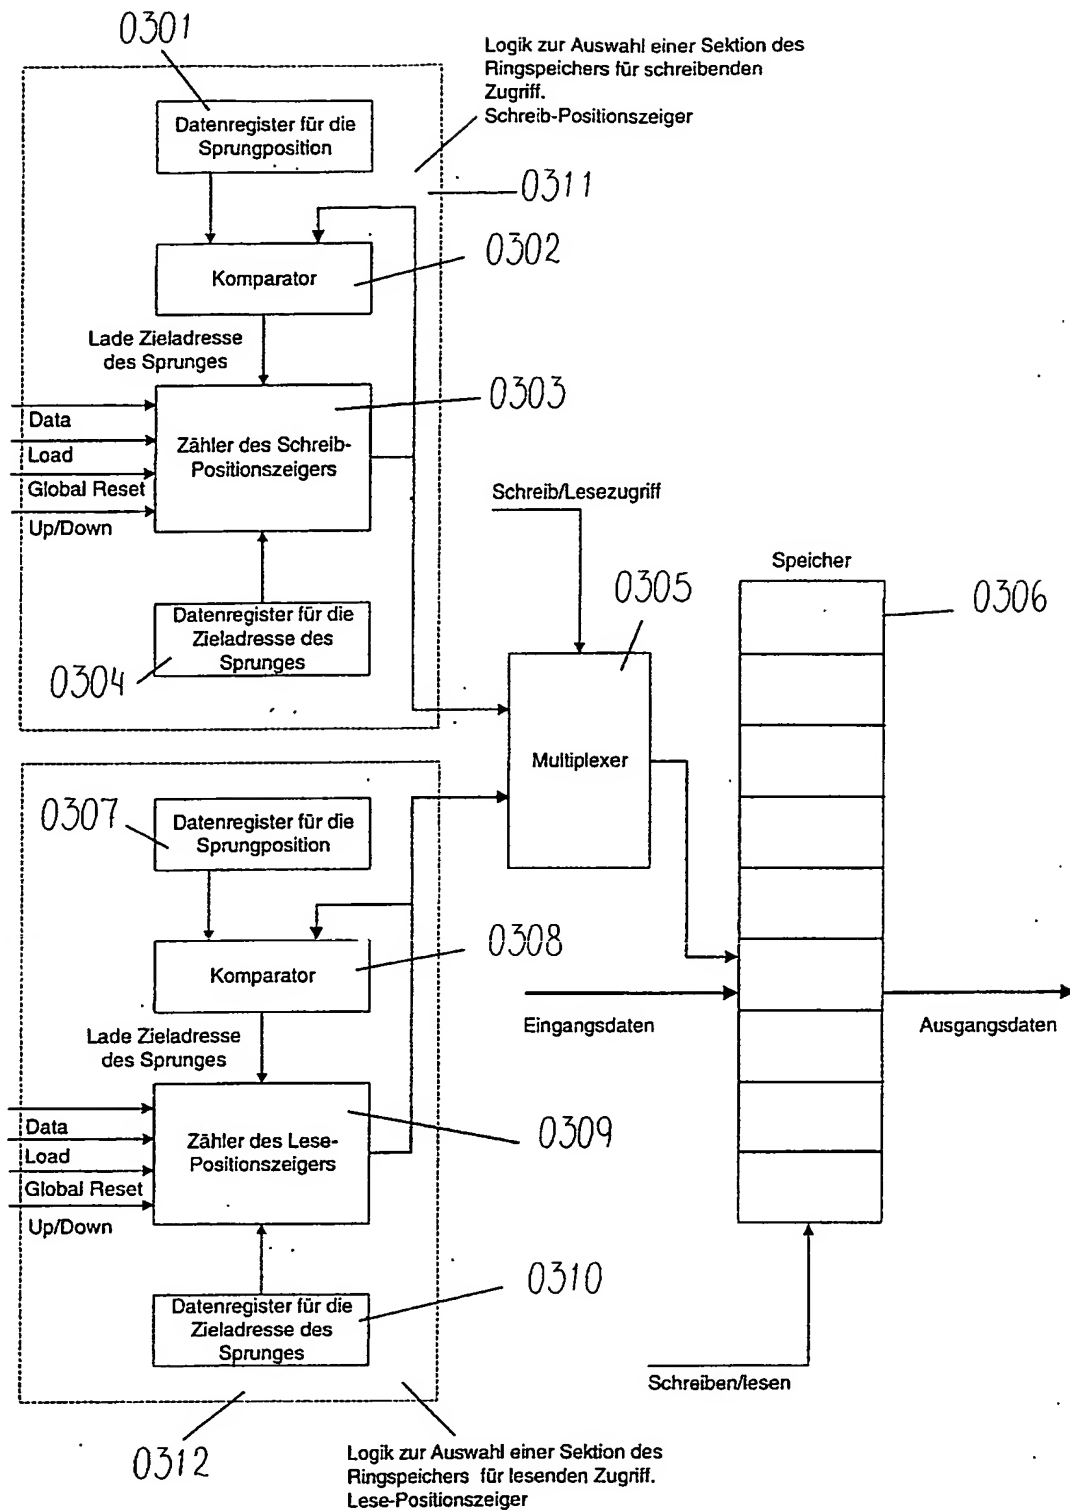 0301
Logik zur Auswahl einer Sektion des
Ringspeichers für schreibenden
Zugriff.
Schreib-Positionszeiger
Datenregister für die
Sprungposition
0311
0302
Komparator
Lade Zieladresse
des Sprunges
0303
Data
Load
Global Reset
Up/Down
Zähler des Schreib-
Positionszeigers
Schreib/Lesezugriff
Speicher
0305
0306
Datenregister für die
Zieladresse des
Sprunges
0304
Multiplexer
0307
Datenregister für die
Sprungposition
0308
Komparator
Eingangsdaten
Ausgangsdaten
Lade Zieladresse
des Sprunges
0309
Data
Load
Global Reset
Up/Down
Zähler des Lese-
Positionszeigers
0310
Datenregister für die
Zieladresse des
Sprunges
Schreiben/lesen
0312
Logik zur Auswahl einer Sektion des
Ringspeichers für lesenden Zugriff.
Lese-Positionszeiger